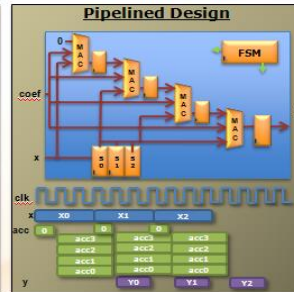 Pipelined Design
0
MAC
FSM
MAC
coef
MAC
MAC
x
S0 S1 S2
clk
x X0 X1 X2
acc 0 0 0
acc3 acc3 acc3
acc2 acc2 acc2
acc1 acc1 acc1
acc0 acc0 acc0
y Y0 Y1 Y2